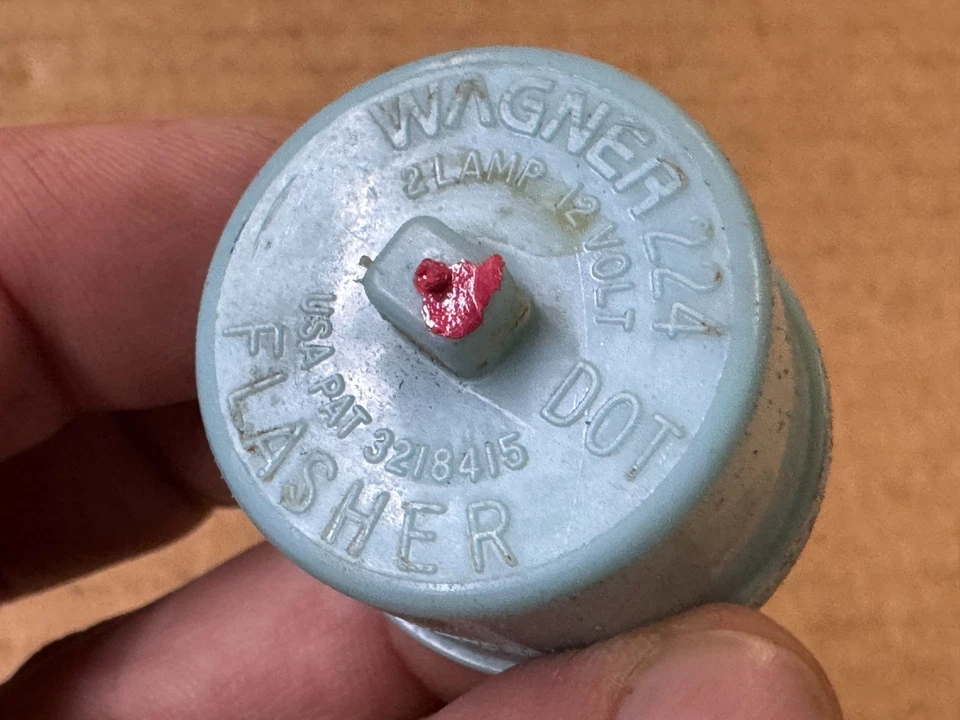 WAGNER 224
2 LAMP 12 VOLT
DOT
USA PAT 3218415
FLASHER